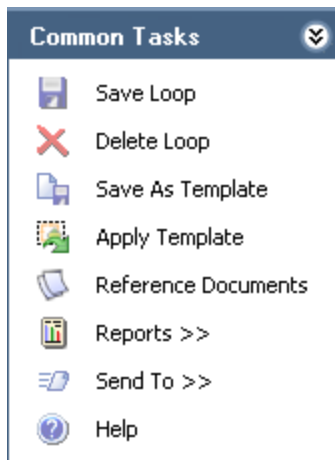 Common Tasks
Save Loop
Delete Loop
Save As Template
Apply Template
Reference Documents
Reports >>
Send To >>
Help